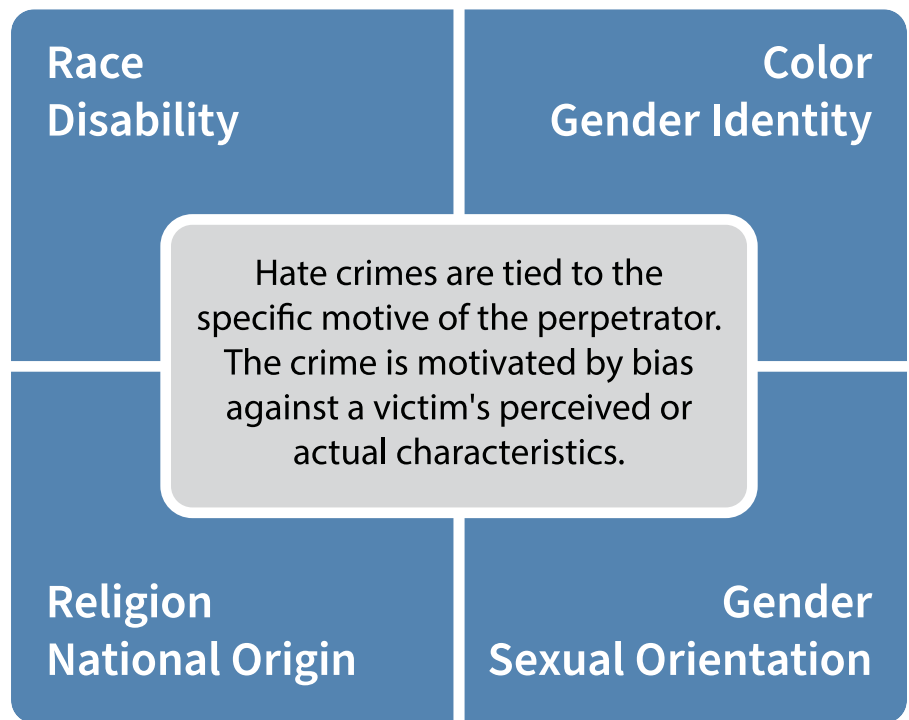 Race
Disability
Color
Gender Identity
Hate crimes are tied to the
specific motive of the perpetrator.
The crime is motivated by bias
against a victim's perceived or
actual characteristics.
Religion
National Origin
Gender
Sexual Orientation